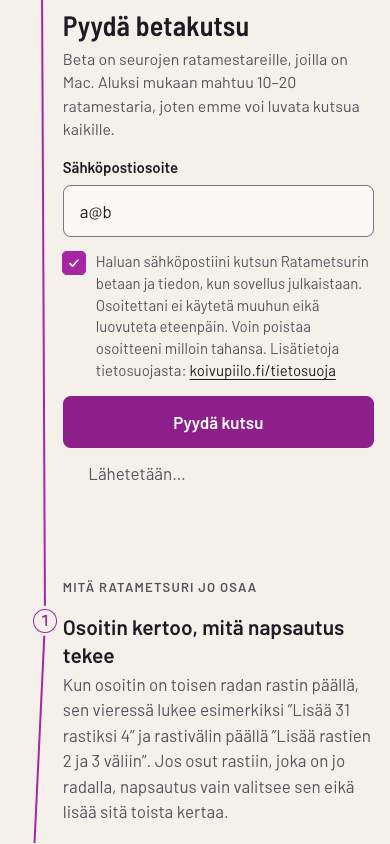 Pyydä betakutsu
Beta on seurojen ratamestareille, joilla on
Mac. Aluksi mukaan mahtuu 10–20
ratamestaria, joten emme voi luvata kutsua
kaikille.
Sähköpostiosoite
a@b
Haluan sähköpostiini kutsun Ratametsurin
betaan ja tiedon, kun sovellus julkaistaan.
Osoitettani ei käytetä muuhun eikä
luovuteta eteenpäin. Voin poistaa
osoitteeni milloin tahansa. Lisätietoja
tietosuojasta: koivupiilo.fi/tietosuoja
Pyydä kutsu
Lähetetään…
MITÄ RATAMETSURI JO OSAA
1
Osoitin kertoo, mitä napsautus
tekee
Kun osoitin on toisen radan rastin päällä,
sen vieressä lukee esimerkiksi ”Lisää 31
rastiksi 4” ja rastivälin päällä ”Lisää rastien
2 ja 3 väliin”. Jos osut rastiin, joka on jo
radalla, napsautus vain valitsee sen eikä
lisää sitä toista kertaa.